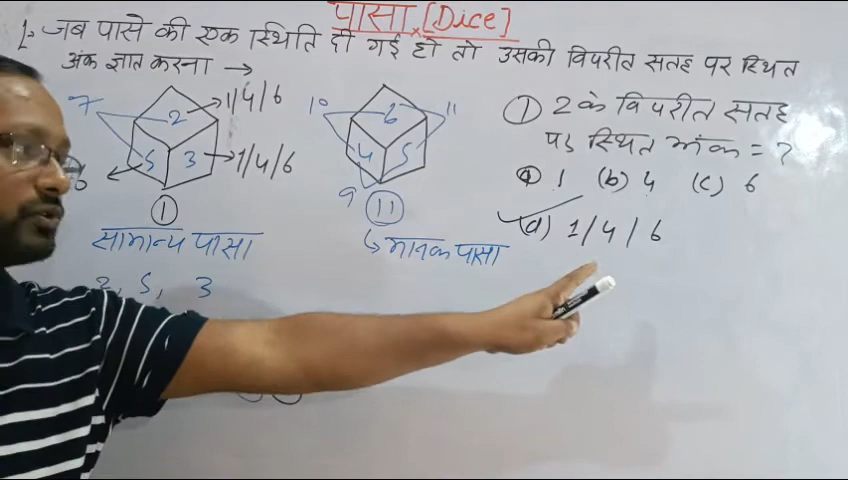 पासा [Dice]
1- जब पासे की एक स्थिति दी गई हो तो उसकी विपरीत सतह पर स्थित
अंक ज्ञात करना →
7 2 → 1/4/6
5 3 → 1/4/6
10 6 11
4 5
9
1 11
सामान्य पासा
↳ मानक पासा
2, 5, 3
1 2 के विपरीत सतह
पर स्थित अंक = ?
1 (b) 4 (c) 6
(d) 1/4/6